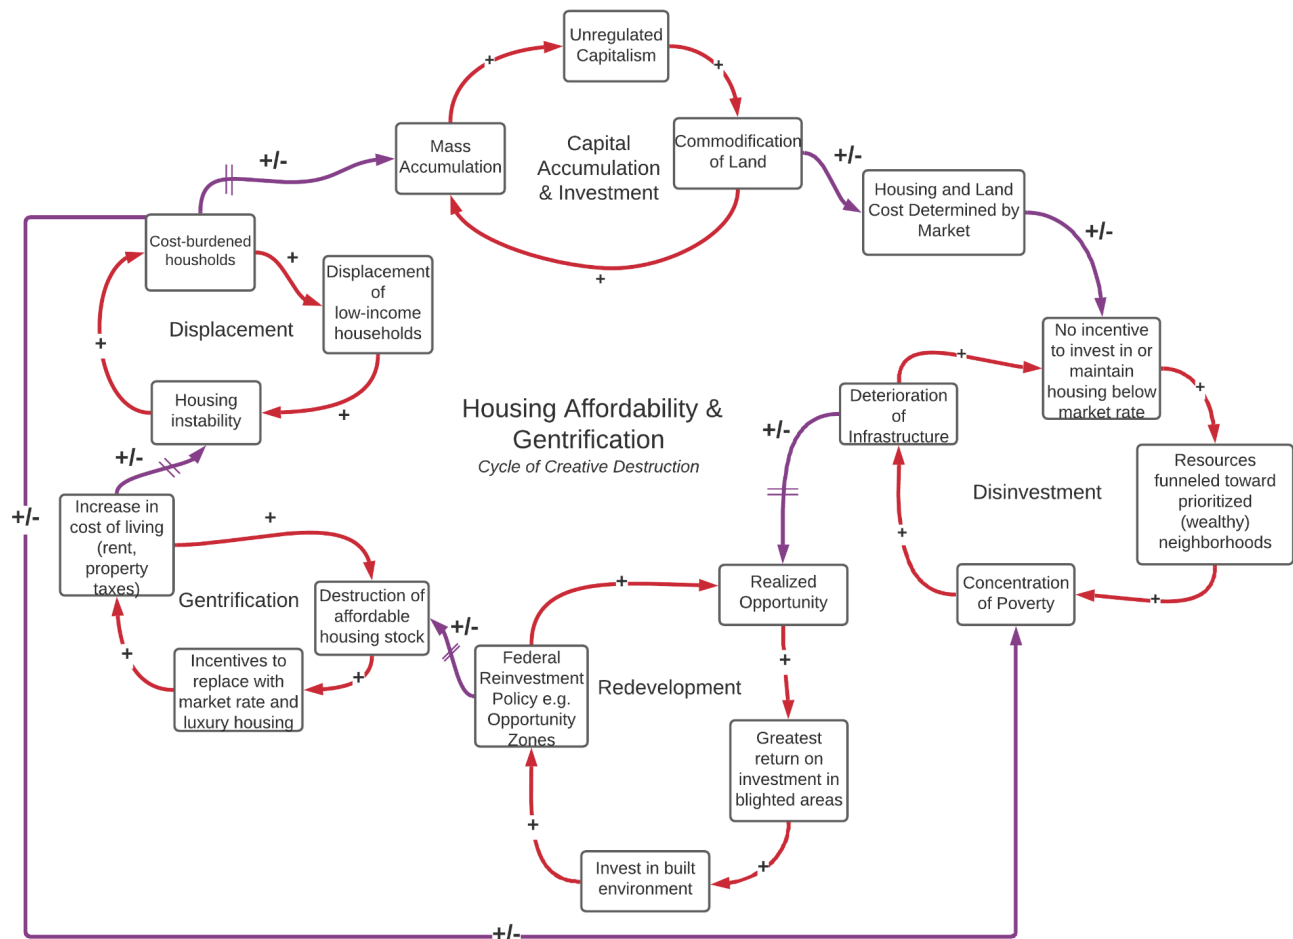 Unregulated
Capitalism
+
+
Mass
Accumulation
Capital
Accumulation
& Investment
Commodification
of Land
+/-
+/-
Housing and Land
Cost Determined by
Market
+/-
+
Cost-burdened
housholds
+
Displacement
of
low-income
households
Displacement
+
Housing
instability
+
No incentive
to invest in or
maintain
housing below
market rate
+
+
Deterioration
of
Infrastructure
+/-
Housing Affordability &
Gentrification
Cycle of Creative Destruction
Resources
funneled toward
prioritized
(wealthy)
neighborhoods
Disinvestment
+
+
Concentration
of Poverty
+/-
+/-
Increase in
cost of living
(rent,
property
taxes)
+
Gentrification
Destruction of
affordable
housing stock
+/-
+
+
Incentives to
replace with
market rate and
luxury housing
+
Realized
Opportunity
+
Federal
Reinvestment
Policy e.g.
Opportunity
Zones
Redevelopment
Greatest
return on
investment in
blighted areas
+
+
Invest in built
environment
+/-